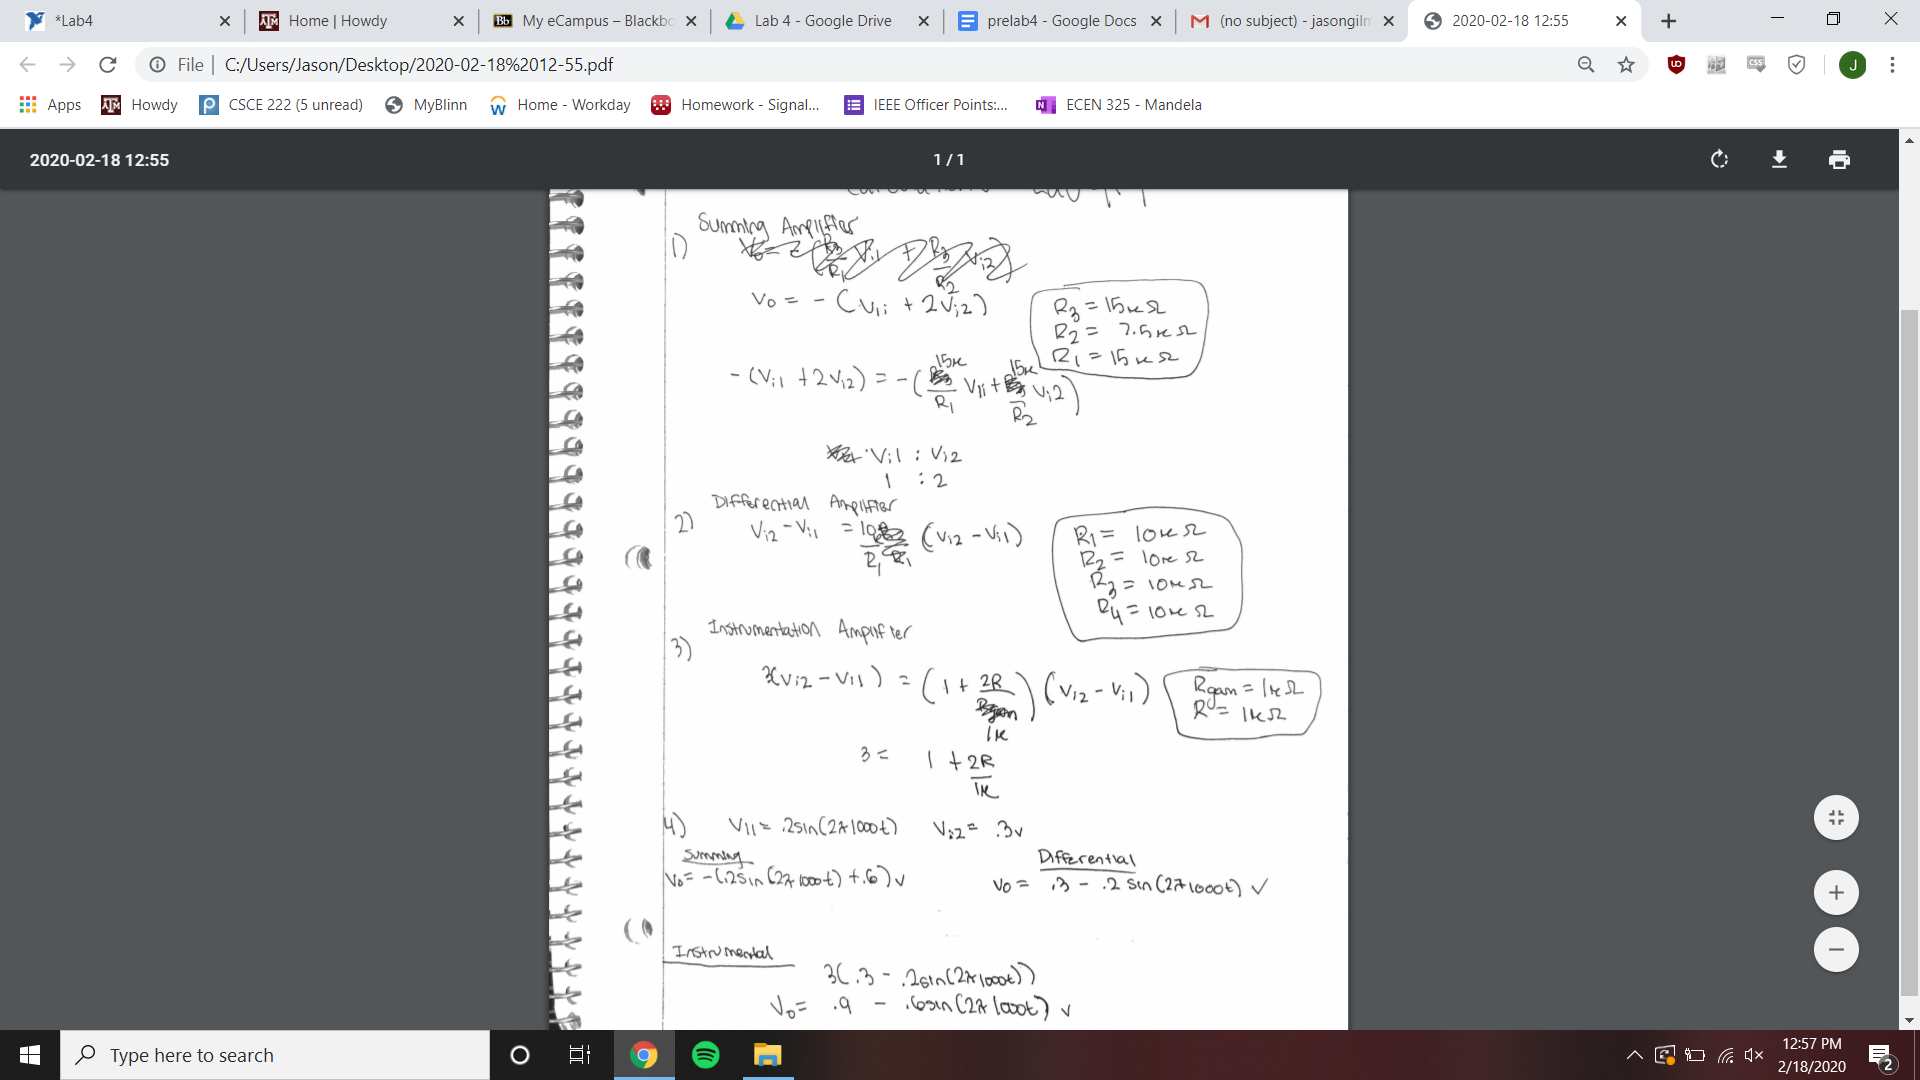 *Lab4
Home | Howdy
My eCampus – Blackbo
Lab 4 - Google Drive
prelab4 - Google Docs
(no subject) - jasongilm
2020-02-18 12:55
File | C:/Users/Jason/Desktop/2020-02-18%2012-55.pdf
Apps
Howdy
CSCE 222 (5 unread)
MyBlinn
Home - Workday
Homework - Signal...
IEEE Officer Points:...
ECEN 325 - Mandela
2020-02-18 12:55
1 / 1
1) Summing Amplifier
Vo = - (Vi1 + 2Vi2)
R3 = 15KΩ
R2 = 7.5KΩ
R1 = 15KΩ
-(Vi1 + 2Vi2) = -(15K/R1 Vi1 + 15K/R2 Vi2)
Vi1 : Vi2
1 : 2
2) Differential Amplifier
Vi2 - Vi1 = 10K/R1 (Vi2 - Vi1)
R1 = 10KΩ
R2 = 10KΩ
R3 = 10KΩ
R4 = 10KΩ
3) Instrumentation Amplifier
3(Vi2 - Vi1) = (1 + 2R/1K) (Vi2 - Vi1)
Rgain = 1KΩ
R = 1KΩ
3 = 1 + 2R/1K
4) Vi1 = .2sin(2π1000t) Vi2 = .3v
Summing
Vo = -(.2sin(2π1000t) + .6) v
Differential
Vo = .3 - .2 sin(2π1000t) v
Instrumental
3(.3 - .2sin(2π1000t))
Vo = .9 - .6sin(2π1000t) v
Type here to search
12:57 PM
2/18/2020
2